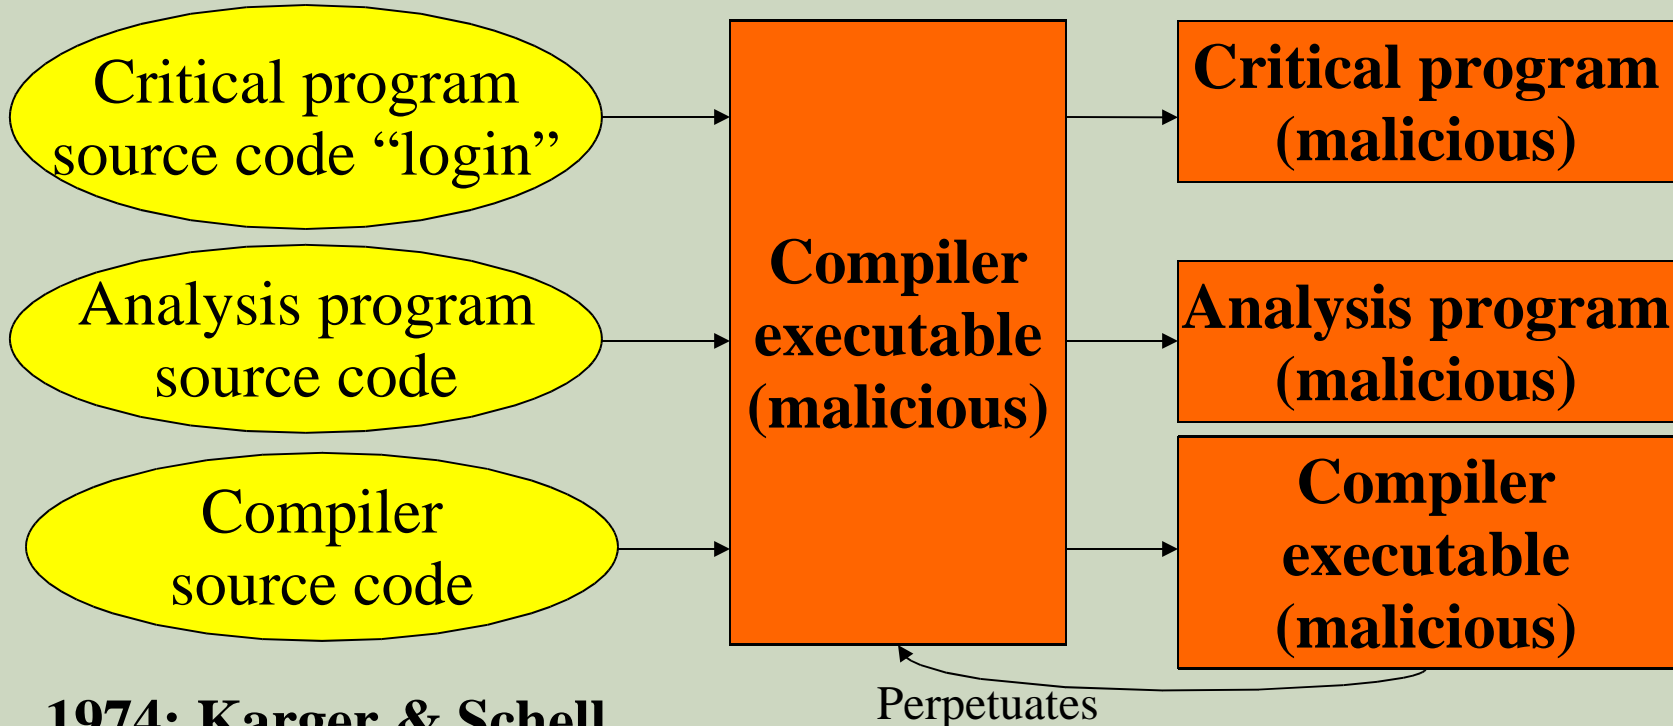 Critical program
source code “login”
Compiler
executable
(malicious)
Critical program
(malicious)
Analysis program
source code
Analysis program
(malicious)
Compiler
source code
Compiler
executable
(malicious)
Perpetuates
1974: Karger & Schell